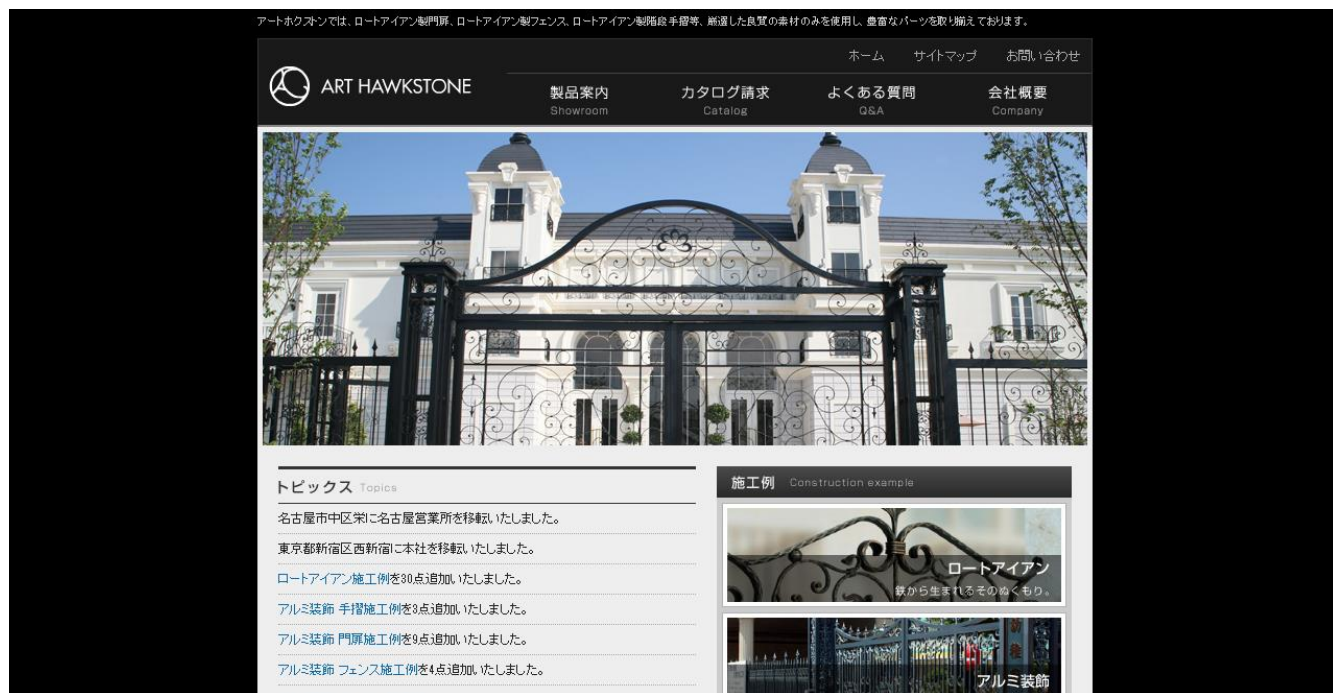 アートホクストンでは、ロートアイアン製門扉、ロートアイアン製フェンス、ロートアイアン製階段手摺等、厳選した良質の素材のみを使用し、豊富なパーツを取り揃えております。
ホーム サイトマップ お問い合わせ
ART HAWKSTONE
製品案内 カタログ請求 よくある質問 会社概要
Showroom Catalog Q&A Company
トピックス Topics
名古屋市中区栄に名古屋営業所を移転いたしました。
東京都新宿区西新宿に本社を移転いたしました。
ロートアイアン施工例を30点追加いたしました。
アルミ装飾 手摺施工例を3点追加いたしました。
アルミ装飾 門扉施工例を9点追加いたしました。
アルミ装飾 フェンス施工例を4点追加いたしました。
施工例 Construction example
ロートアイアン
鉄から生まれるそのぬくもり。
アルミ装飾